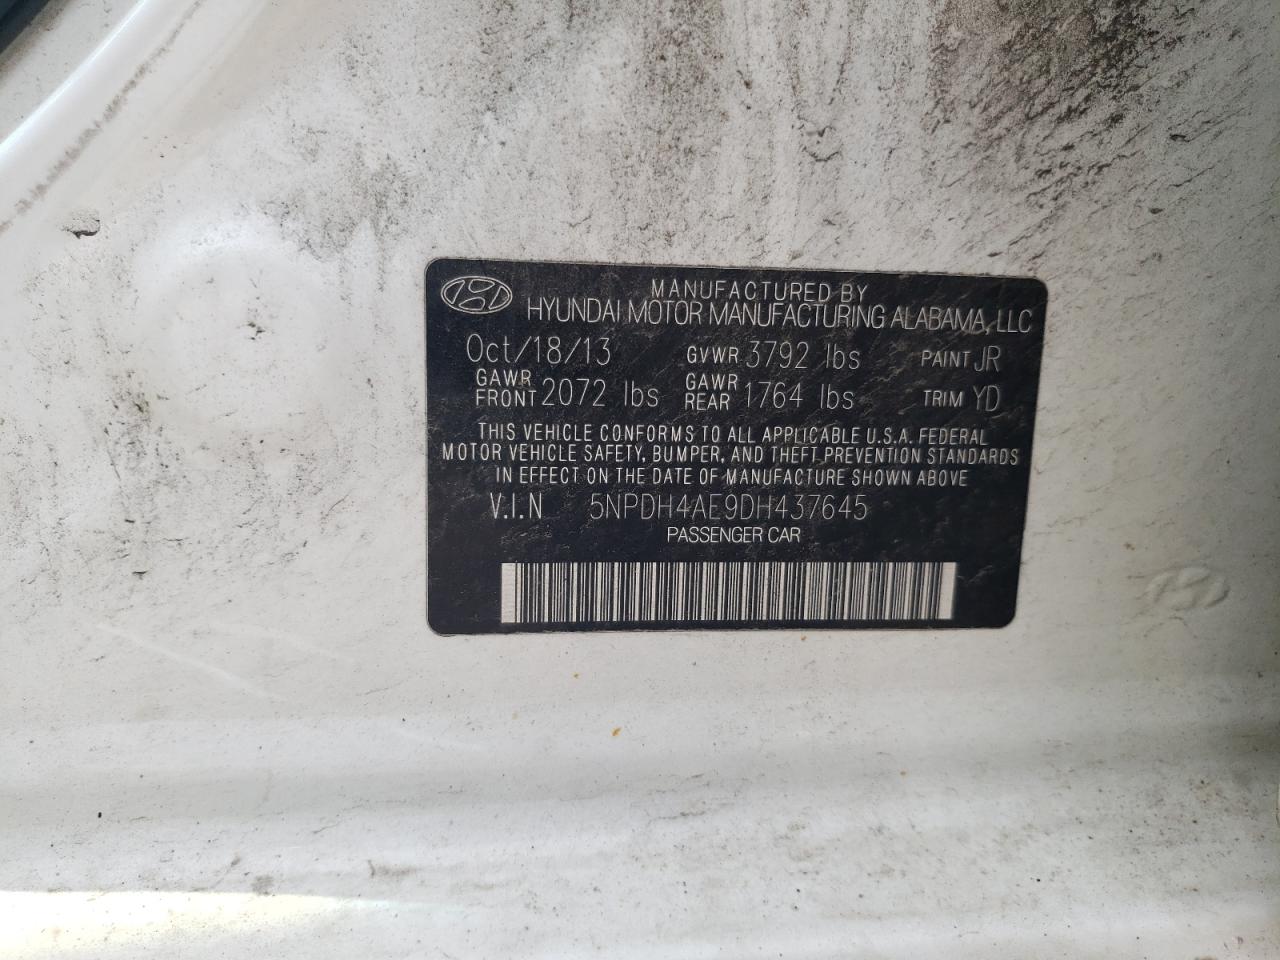 MANUFACTURED BY
HYUNDAI MOTOR MANUFACTURING ALABAMA, LLC
Oct/18/13 GVWR 3792 lbs PAINT JR
GAWR FRONT 2072 lbs GAWR REAR 1764 lbs TRIM YD
THIS VEHICLE CONFORMS TO ALL APPLICABLE U.S.A. FEDERAL
MOTOR VEHICLE SAFETY, BUMPER, AND THEFT PREVENTION STANDARDS
IN EFFECT ON THE DATE OF MANUFACTURE SHOWN ABOVE
V.I.N 5NPDH4AE9DH437645
PASSENGER CAR